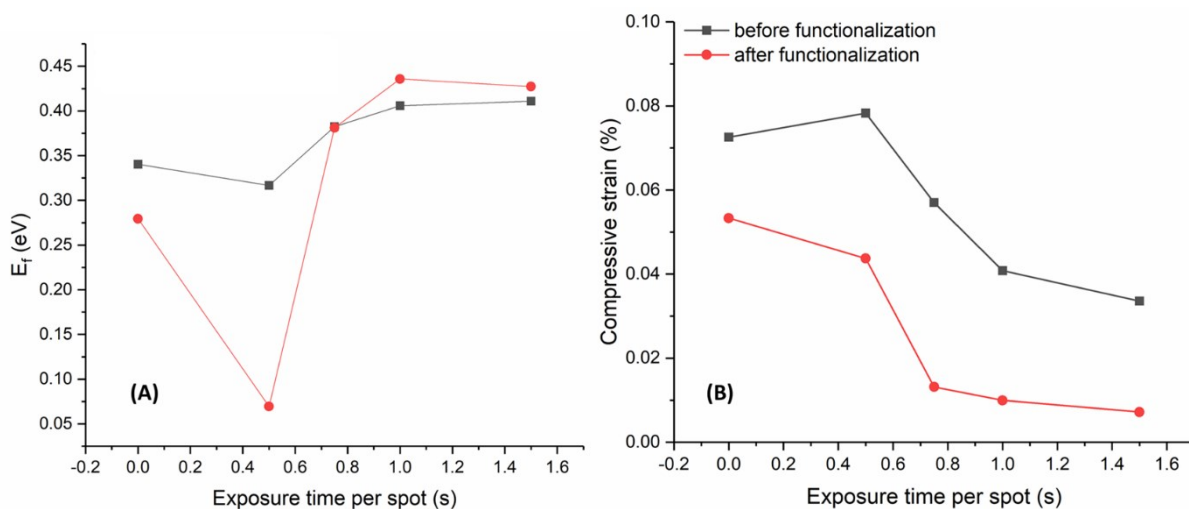 0.45
0.40
0.35
0.30
0.25
0.20
0.15
0.10
0.05
E_f (eV)
(A)
-0.2 0.0 0.2 0.4 0.6 0.8 1.0 1.2 1.4 1.6
Exposure time per spot (s)
before functionalization
after functionalization
0.10
0.08
0.06
0.04
0.02
0.00
Compressive strain (%)
(B)
-0.2 0.0 0.2 0.4 0.6 0.8 1.0 1.2 1.4 1.6
Exposure time per spot (s)